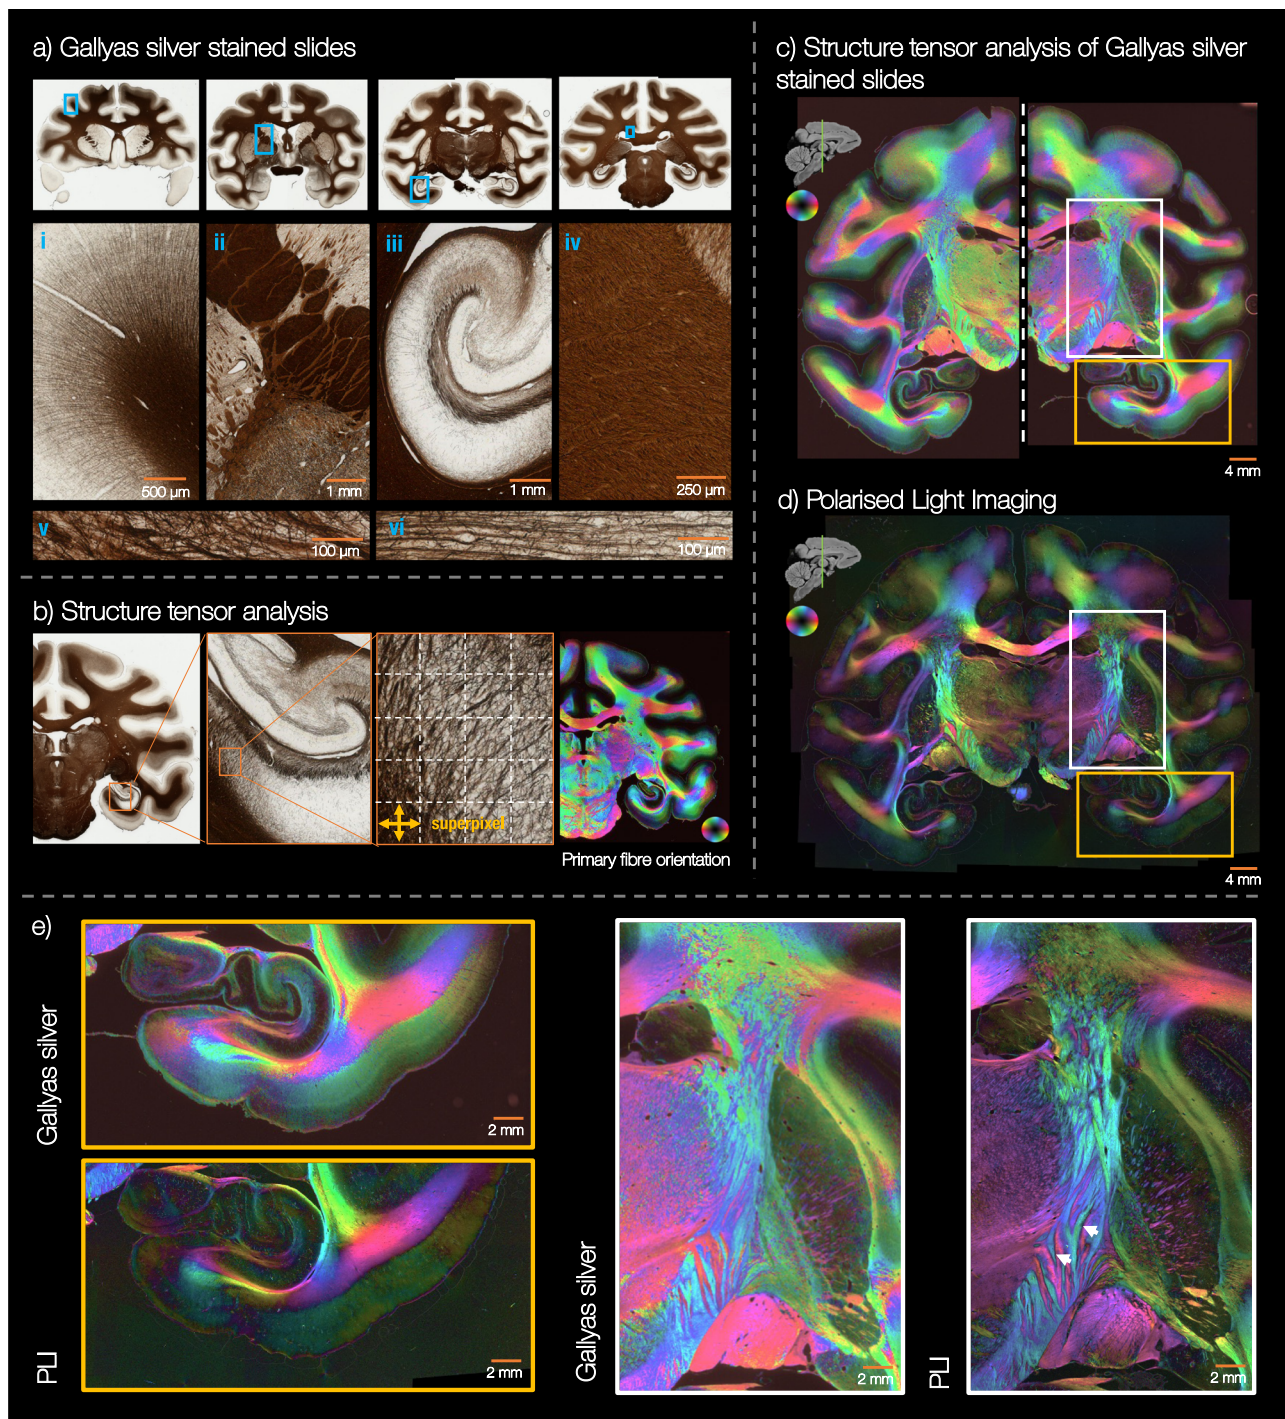 a) Gallyas silver stained slides
i
ii
iii
iv
500 µm
1 mm
1 mm
250 µm
v
100 µm
vi
100 µm
b) Structure tensor analysis
superpixel
Primary fibre orientation
c) Structure tensor analysis of Gallyas silver
stained slides
4 mm
d) Polarised Light Imaging
4 mm
e)
Gallyas silver
2 mm
PLI
2 mm
Gallyas silver
2 mm
PLI
2 mm